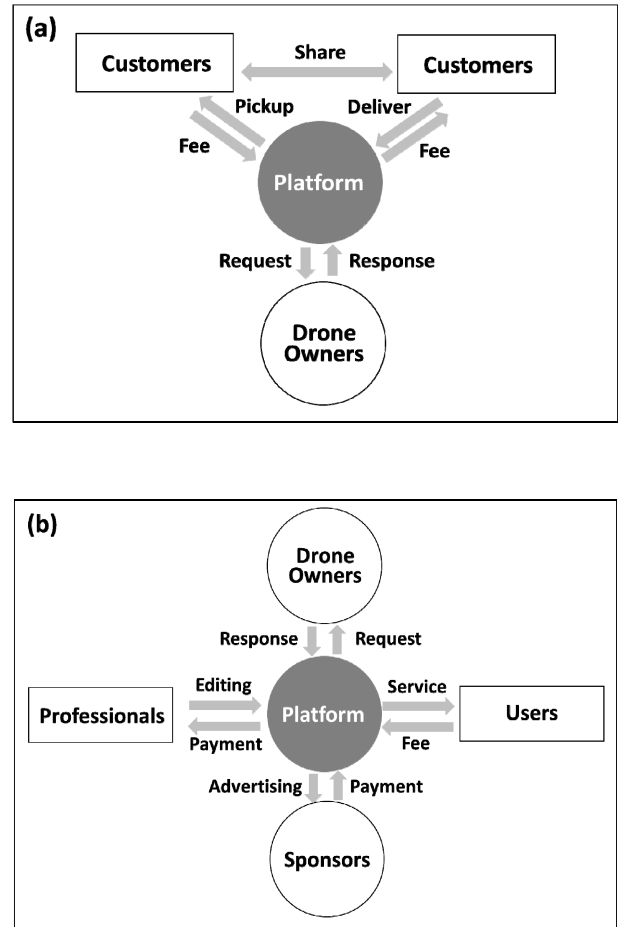 (a)
Customers
Share
Customers
Pickup
Deliver
Fee
Fee
Platform
Request
Response
Drone
Owners
(b)
Drone
Owners
Response
Request
Editing
Service
Professionals
Platform
Users
Payment
Fee
Advertising
Payment
Sponsors